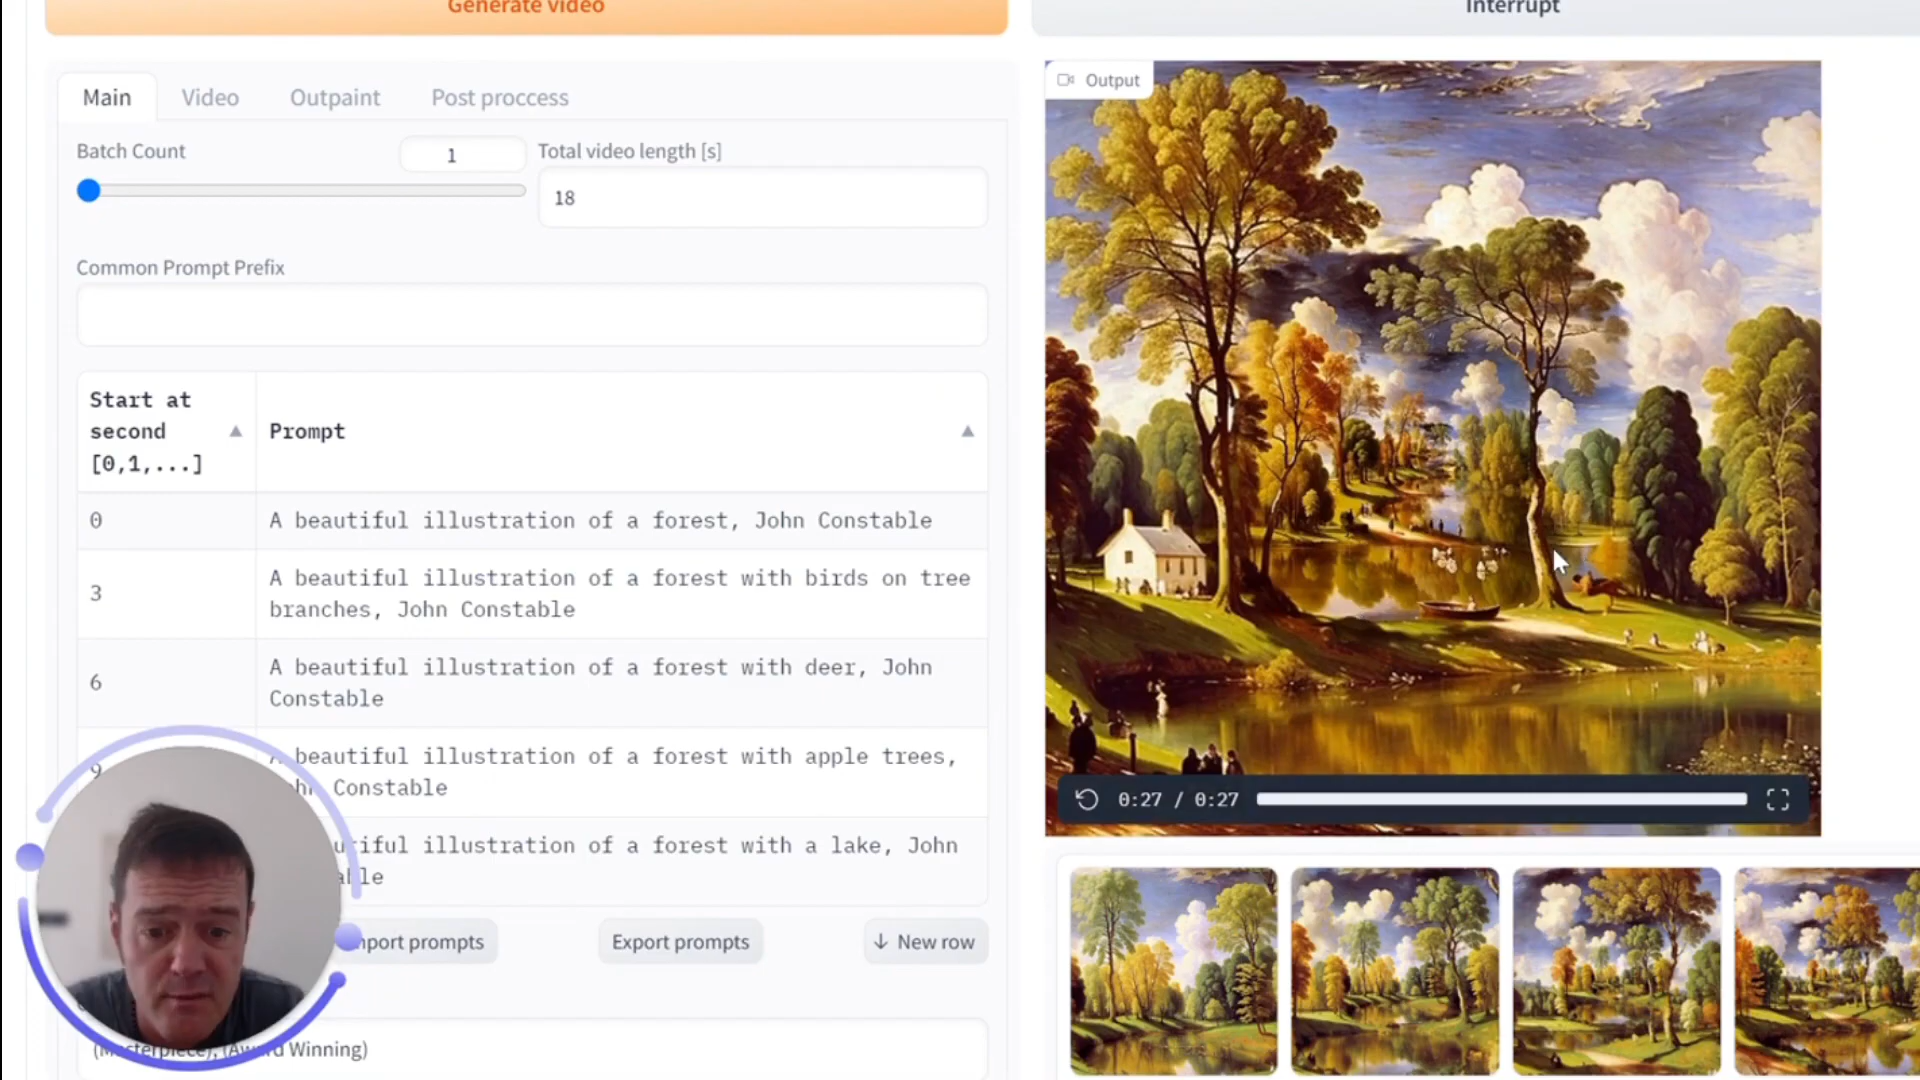 Generate video
Interrupt
Main Video Outpaint Post proccess
Output
Batch Count
1
Total video length [s]
18
Common Prompt Prefix
Start at
second
[0,1,...]
Prompt
0
A beautiful illustration of a forest, John Constable
3
A beautiful illustration of a forest with birds on tree
branches, John Constable
6
A beautiful illustration of a forest with deer, John
Constable
9
beautiful illustration of a forest with apple trees,
Constable
illustration of a forest with a lake, John
0:27 / 0:27
prompts
Export prompts
↓ New row
(Masterpiece), (Award Winning)